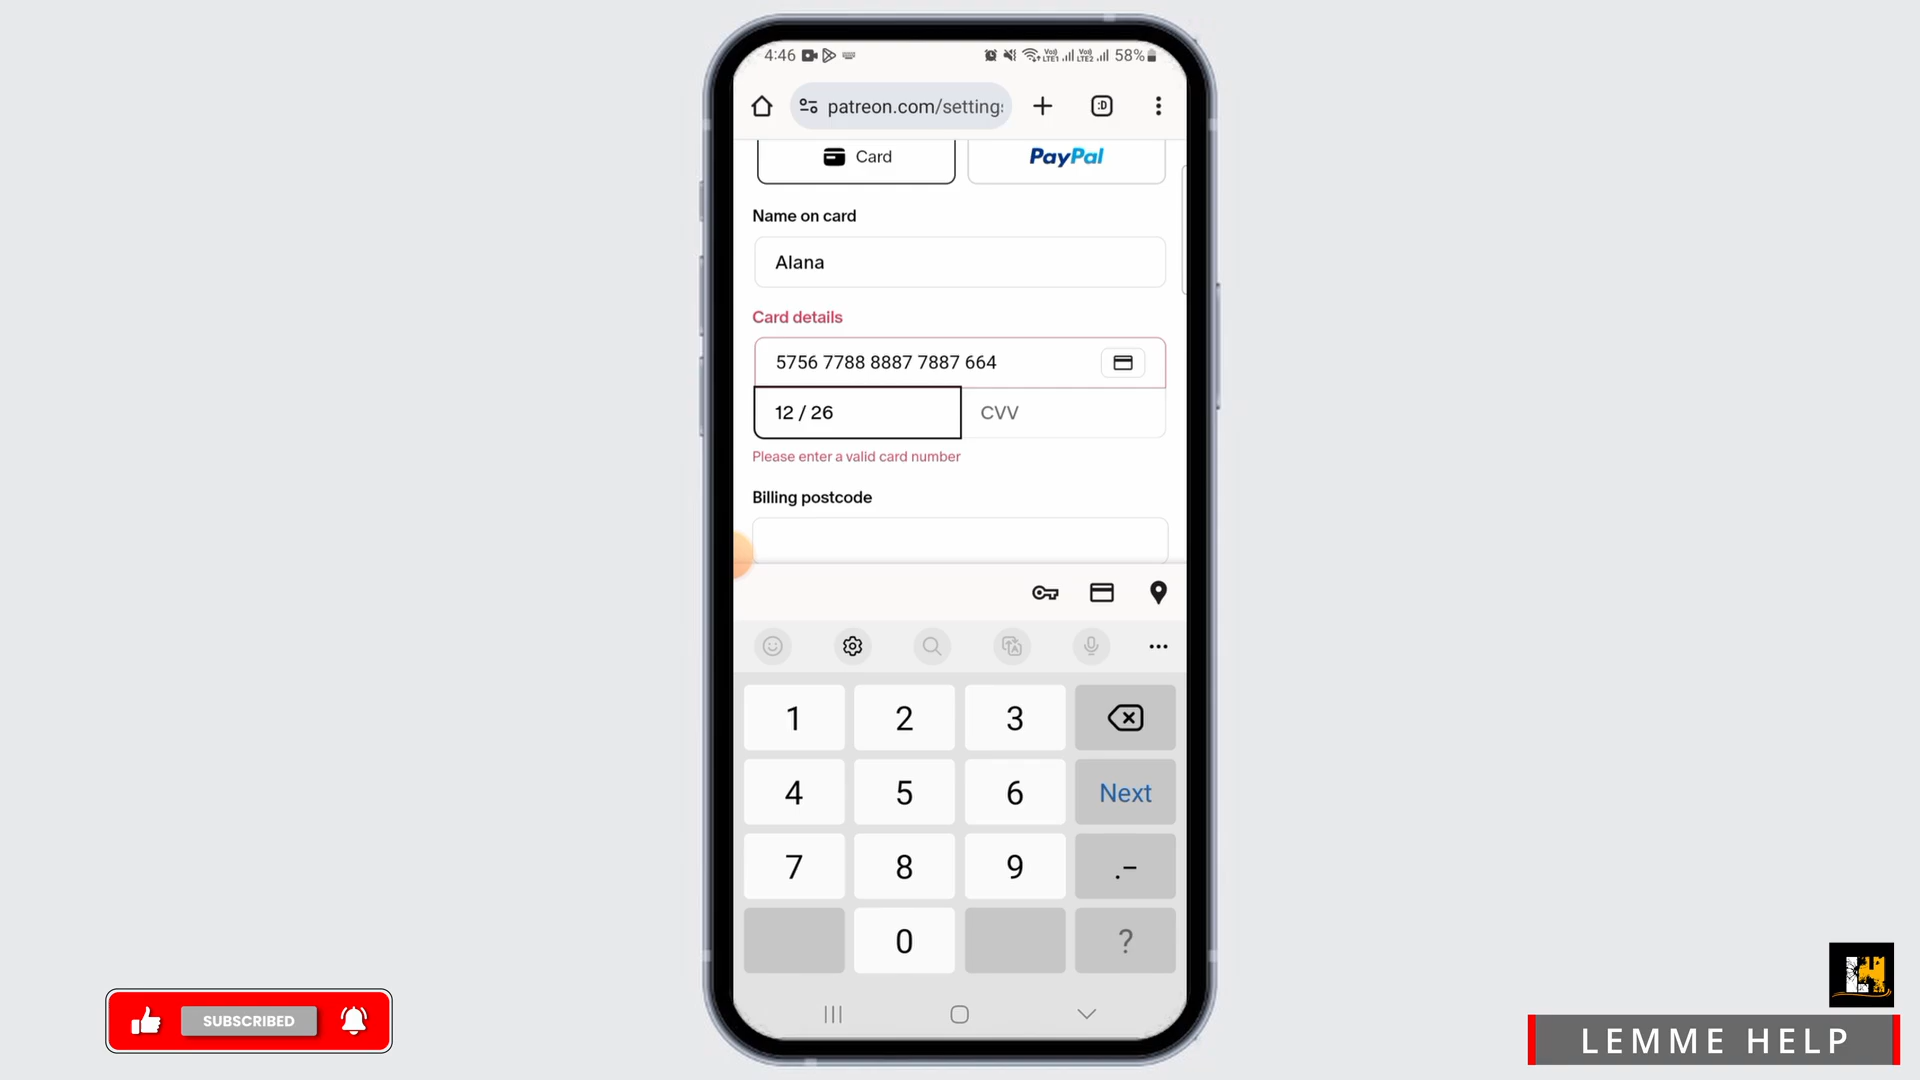 4:46 58%
patreon.com/settings
Card PayPal
Name on card
Alana
Card details
5756 7788 8887 7887 664
12 / 26 CVV
Please enter a valid card number
Billing postcode
1 2 3
4 5 6 Next
7 8 9 .-
0 ?
SUBSCRIBED
LEMME HELP